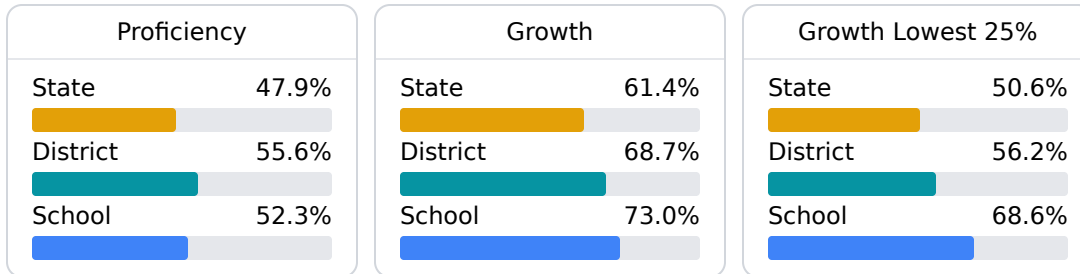 Proficiency
State 47.9%
District 55.6%
School 52.3%
Growth
State 61.4%
District 68.7%
School 73.0%
Growth Lowest 25%
State 50.6%
District 56.2%
School 68.6%